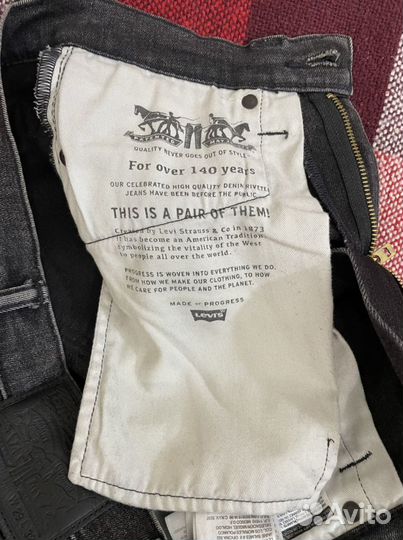 QUALITY NEVER GOES OUT OF STYLE
For over 140 years
OUR CELEBRATED HIGH QUALITY DENIM RIVETED
JEANS HAVE BEEN BEFORE THE PUBLIC.
THIS IS A PAIR OF THEM!
Created by Levi Strauss & Co in 1873
It has become an American Tradition,
symbolizing the vitality of the West
to people all over the world.
PROGRESS IS WOVEN INTO EVERYTHING WE DO.
FROM HOW WE MAKE OUR CLOTHING, TO HOW
WE CARE FOR PEOPLE AND THE PLANET.
MADE OF PROGRESS
Levi's
Avito